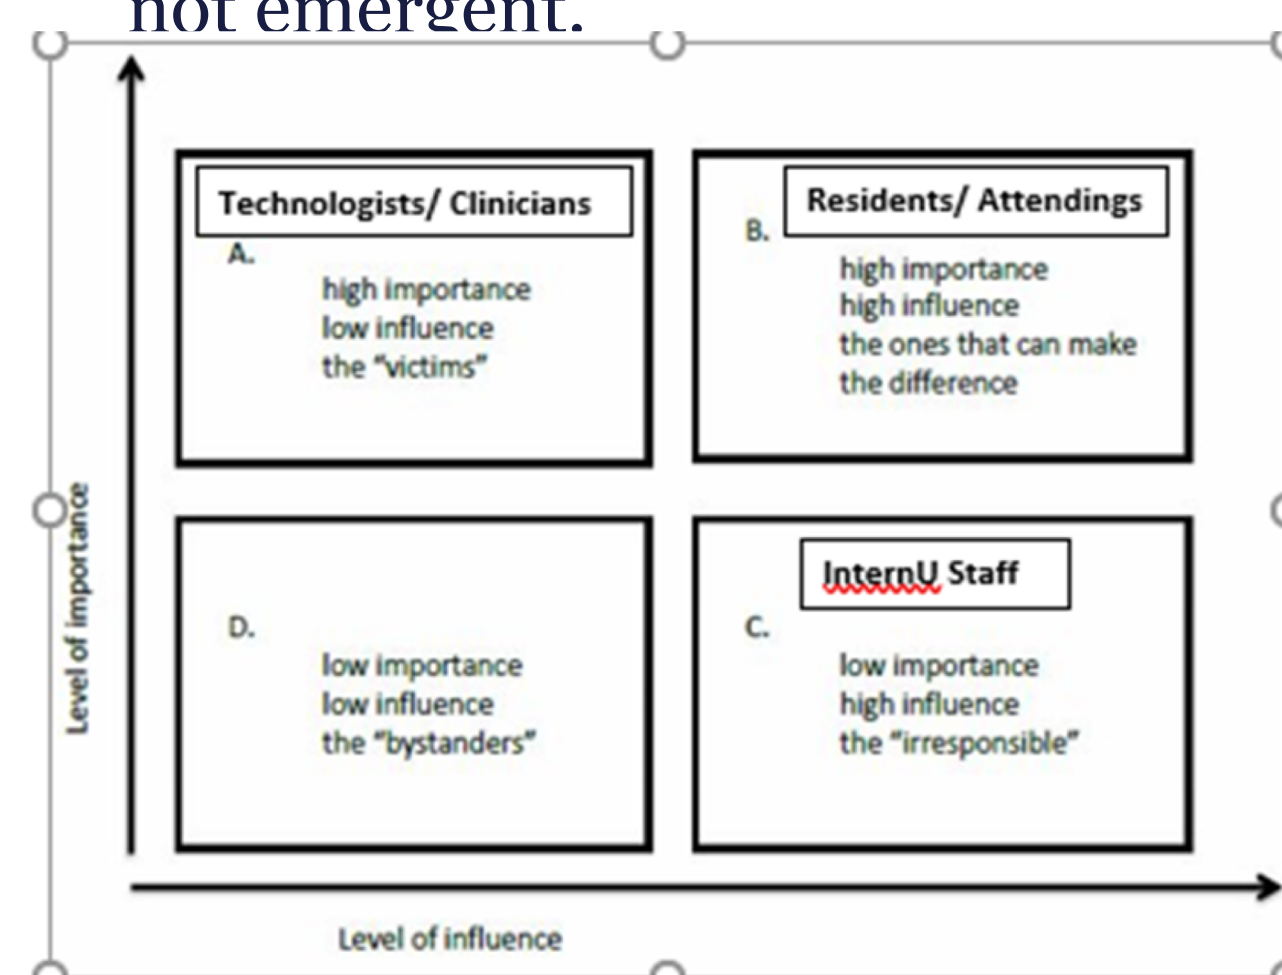 not emergent.
Technologists/ Clinicians
A.
high importance
low influence
the “victims”
Residents/ Attendings
B.
high importance
high influence
the ones that can make
the difference
Level of importance
D.
low importance
low influence
the “bystanders”
InternU Staff
C.
low importance
high influence
the “irresponsible”
Level of influence